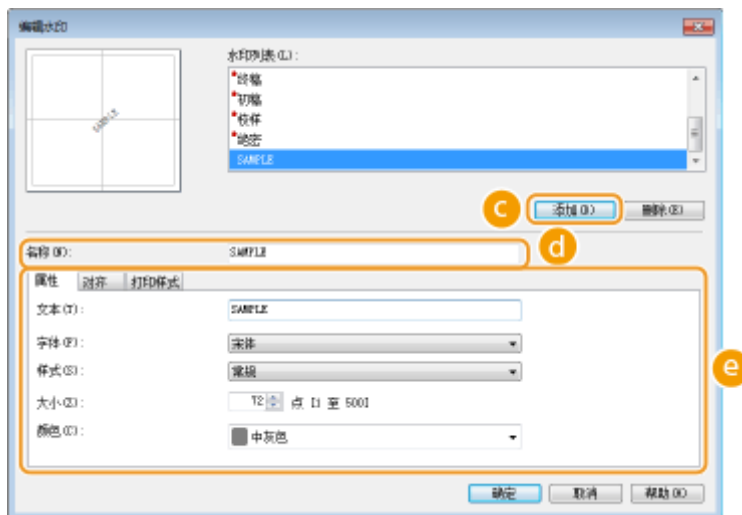 编辑水印
SAMPLE
水印列表(L):
终稿
初稿
校样
绝密
SAMPLE
C
添加(D)
删除(E)
d
名称(N):
SAMPLE
属性
对齐
打印样式
文本(T):
SAMPLE
字体(F):
宋体
样式(S):
常规
大小(Z):
72 点 [1 至 500]
颜色(C):
中灰色
e
确定
取消
帮助(H)